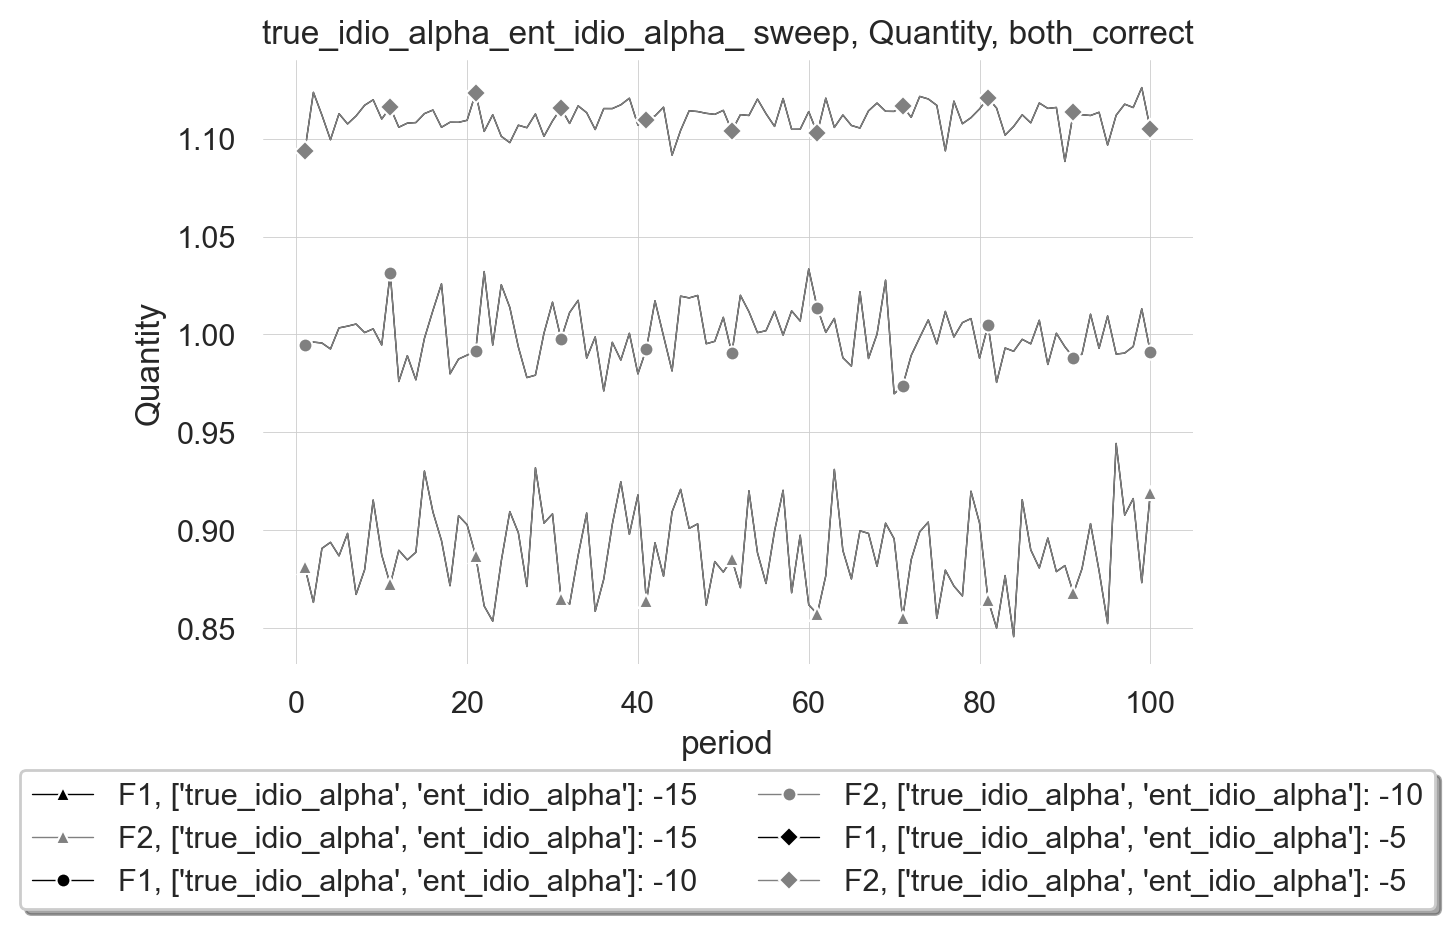 true_idio_alpha_ent_idio_alpha_ sweep, Quantity, both_correct
1.10
1.05
1.00
0.95
0.90
0.85
Quantity
0 20 40 60 80 100
period
F1, ['true_idio_alpha', 'ent_idio_alpha']: -15
F2, ['true_idio_alpha', 'ent_idio_alpha']: -15
F1, ['true_idio_alpha', 'ent_idio_alpha']: -10
F2, ['true_idio_alpha', 'ent_idio_alpha']: -10
F1, ['true_idio_alpha', 'ent_idio_alpha']: -5
F2, ['true_idio_alpha', 'ent_idio_alpha']: -5